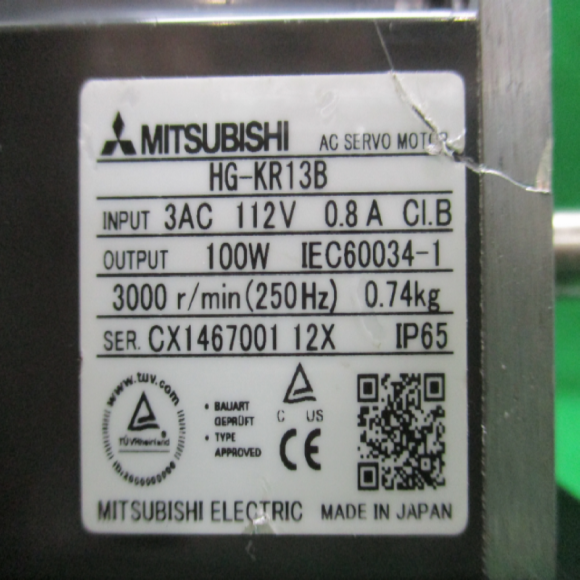 MITSUBISHI AC SERVO MOTOR
HG-KR13B
INPUT 3AC 112V 0.8A CI.B
OUTPUT 100W IEC60034-1
3000 r/min(250Hz) 0.74kg
SER. CX1467001 12X IP65
www.tuv.com
TÜVRheinland
• BAUART
GEPRÜFT
• TYPE
APPROVED
C US
CE
MITSUBISHI ELECTRIC MADE IN JAPAN